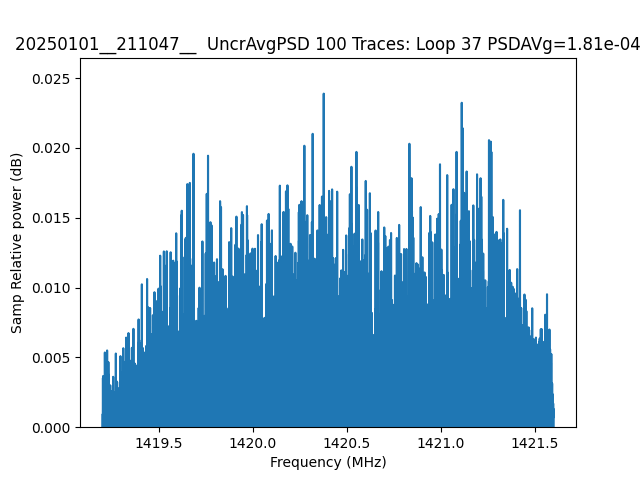 20250101__211047__ UncrAvgPSD 100 Traces: Loop 37 PSDAVg=1.81e-04
Samp Relative power (dB)
0.025
0.020
0.015
0.010
0.005
0.000
1419.5 1420.0 1420.5 1421.0 1421.5
Frequency (MHz)